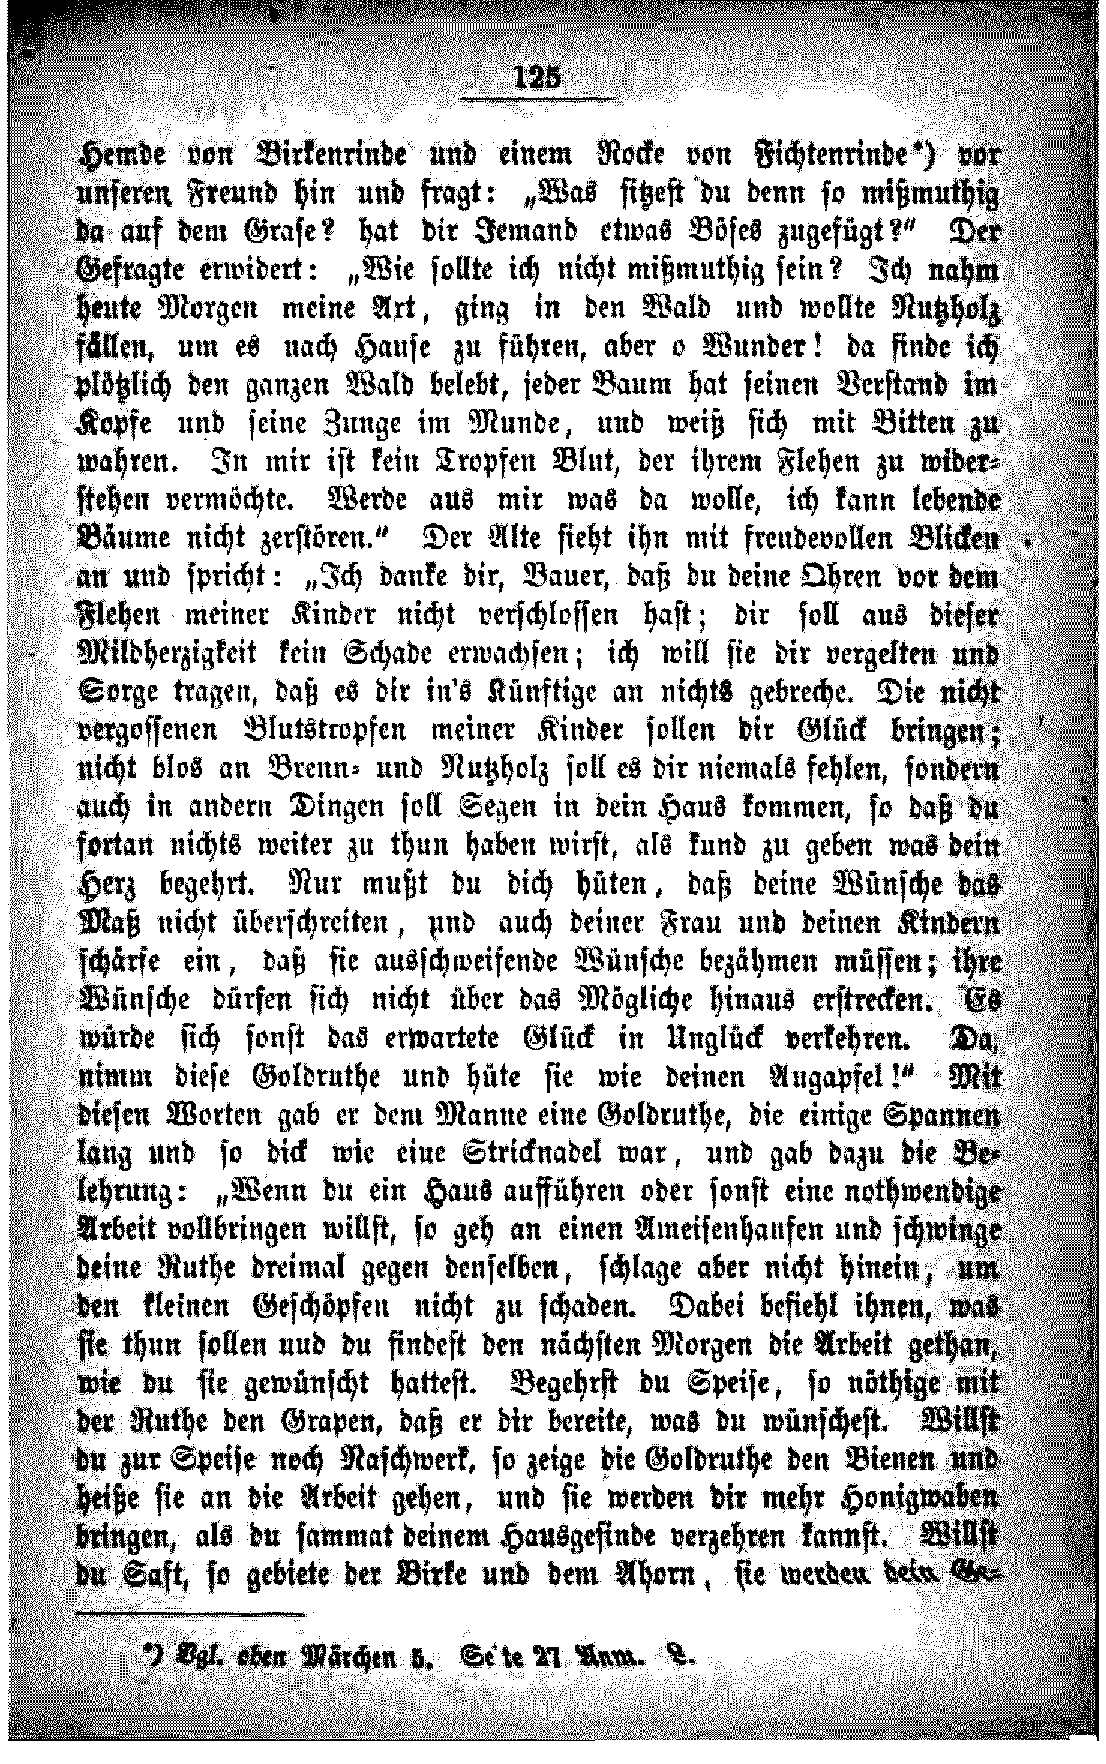 125
Hemde von Birkenrinde und einem Rocke von Fichtenrinde*) vor
unseren Freund hin und fragt: „Was sitzest du denn so mißmuthig
da auf dem Grase? hat dir Jemand etwas Böses zugefügt?“ Der
Gefragte erwidert: „Wie sollte ich nicht mißmuthig sein? Ich nahm
heute Morgen meine Axt, ging in den Wald und wollte Nutzholz
fällen, um es nach Hause zu führen, aber o Wunder! da finde ich
plötzlich den ganzen Wald belebt, jeder Baum hat seinen Verstand im
Kopfe und seine Zunge im Munde, und weiß sich mit Bitten zu
wahren. In mir ist kein Tropfen Blut, der ihrem Flehen zu wider-
stehen vermöchte. Werde aus mir was da wolle, ich kann lebende
Bäume nicht zerstören.“ Der Alte sieht ihn mit freudevollen Blicken
an und spricht: „Ich danke dir, Bauer, daß du deine Ohren vor dem
Flehen meiner Kinder nicht verschlossen hast; dir soll aus dieser
Mildherzigkeit kein Schade erwachsen; ich will sie dir vergelten und
Sorge tragen, daß es dir in's Künftige an nichts gebreche. Die nicht
vergossenen Blutstropfen meiner Kinder sollen dir Glück bringen;
nicht blos an Brenn- und Nutzholz soll es dir niemals fehlen, sondern
auch in andern Dingen soll Segen in dein Haus kommen, so daß du
fortan nichts weiter zu thun haben wirst, als kund zu geben was dein
Herz begehrt. Nur mußt du dich hüten, daß deine Wünsche das
Maß nicht überschreiten, und auch deiner Frau und deinen Kindern
schärfe ein, daß sie ausschweifende Wünsche bezähmen müssen; ihre
Wünsche dürfen sich nicht über das Mögliche hinaus erstrecken. Es
würde sich sonst das erwartete Glück in Unglück verkehren. Da,
nimm diese Goldruthe und hüte sie wie deinen Augapfel!“ Mit
diesen Worten gab er dem Manne eine Goldruthe, die einige Spannen
lang und so dick wie eine Stricknadel war, und gab dazu die Be-
lehrung: „Wenn du ein Haus aufführen oder sonst eine nothwendige
Arbeit vollbringen willst, so geh an einen Ameisenhaufen und schwinge
deine Ruthe dreimal gegen denselben, schlage aber nicht hinein, um
den kleinen Geschöpfen nicht zu schaden. Dabei befiehl ihnen, was
sie thun sollen und du findest den nächsten Morgen die Arbeit gethan,
wie du sie gewünscht hattest. Begehrst du Speise, so nöthige mit
der Ruthe den Grapen, daß er dir bereite, was du wünschest. Willst
du zur Speise noch Naschwerk, so zeige die Goldruthe den Bienen und
heiße sie an die Arbeit gehen, und sie werden dir mehr Honigwaben
bringen, als du sammat deinem Hausgesinde verzehren kannst. Willst
du Saft, so gebiete der Birke und dem Ahorn, sie werden dein Ge-
*) Vgl. oben Märchen 5. Seite 27 Anm. L.